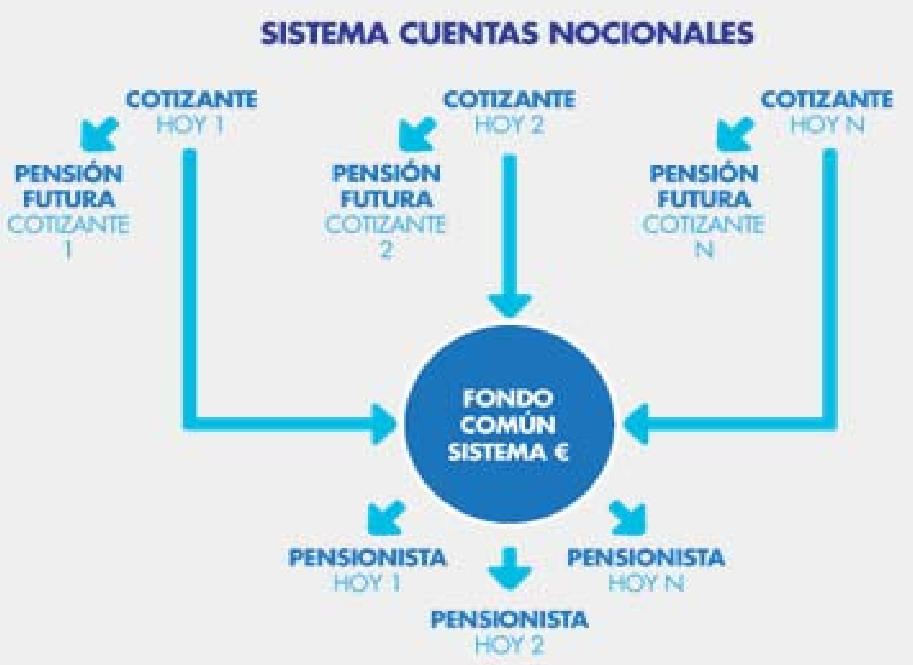 SISTEMA CUENTAS NOCIONALES
COTIZANTE
HOY 1
PENSIÓN
FUTURA
COTIZANTE
1
COTIZANTE
HOY 2
PENSIÓN
FUTURA
COTIZANTE
2
COTIZANTE
HOY N
PENSIÓN
FUTURA
COTIZANTE
N
FONDO
COMÚN
SISTEMA €
PENSIONISTA
HOY 1
PENSIONISTA
HOY 2
PENSIONISTA
HOY N